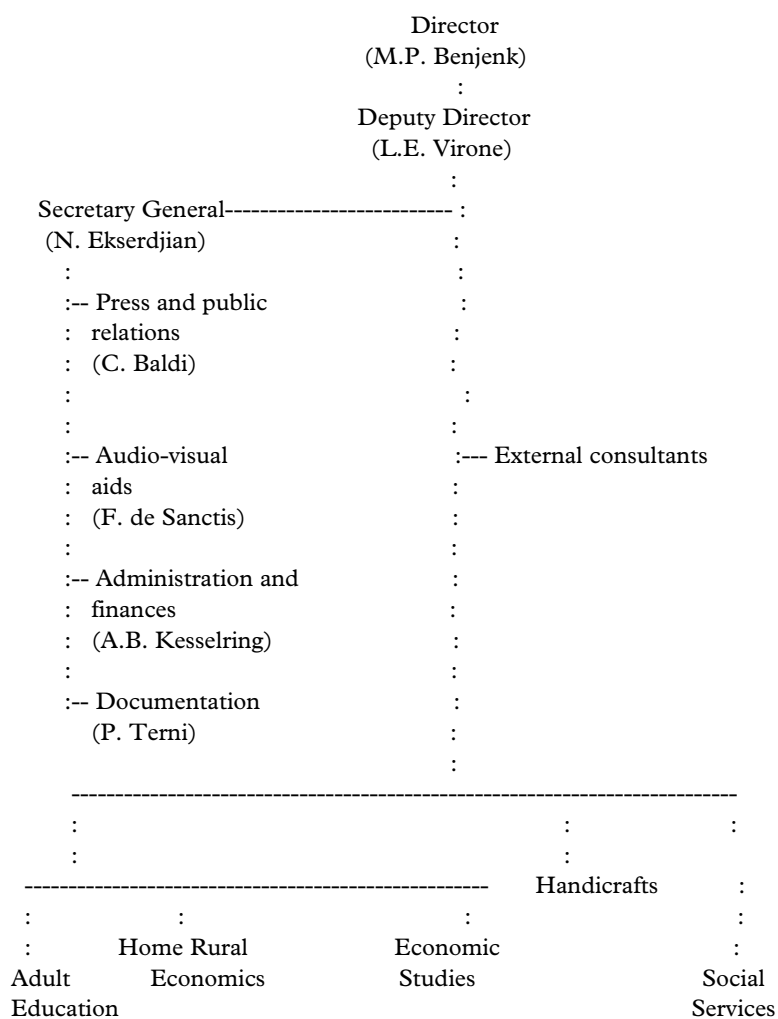 Director
(M.P. Benjenk)
:
Deputy Director
(L.E. Virone)
:
Secretary General-------------------------- :
(N. Ekserdjian) :
: :
:-- Press and public :
: relations :
: (C. Baldi) :
: :
: :
:-- Audio-visual :--- External consultants
: aids :
: (F. de Sanctis) :
: :
:-- Administration and :
: finances :
: (A.B. Kesselring) :
: :
:-- Documentation :
(P. Terni) :
:
----------------------------------------------------------------------------
: : :
: :
----------------------------------------------------- Handicrafts :
: : : :
: Home Rural Economic :
Adult Economics Studies Social
Education Services